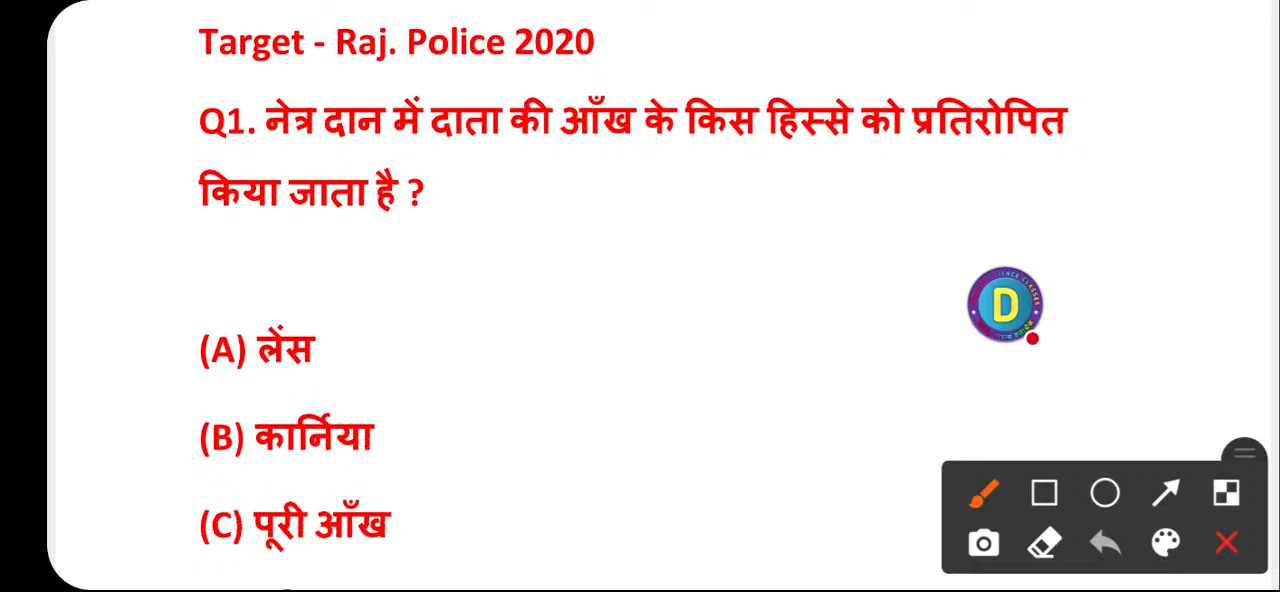 Target - Raj. Police 2020
Q1. नेत्र दान में दाता की आँख के किस हिस्से को प्रतिरोपित
किया जाता है ?
D
(A) लेंस
(B) कार्निया
(C) पूरी आँख